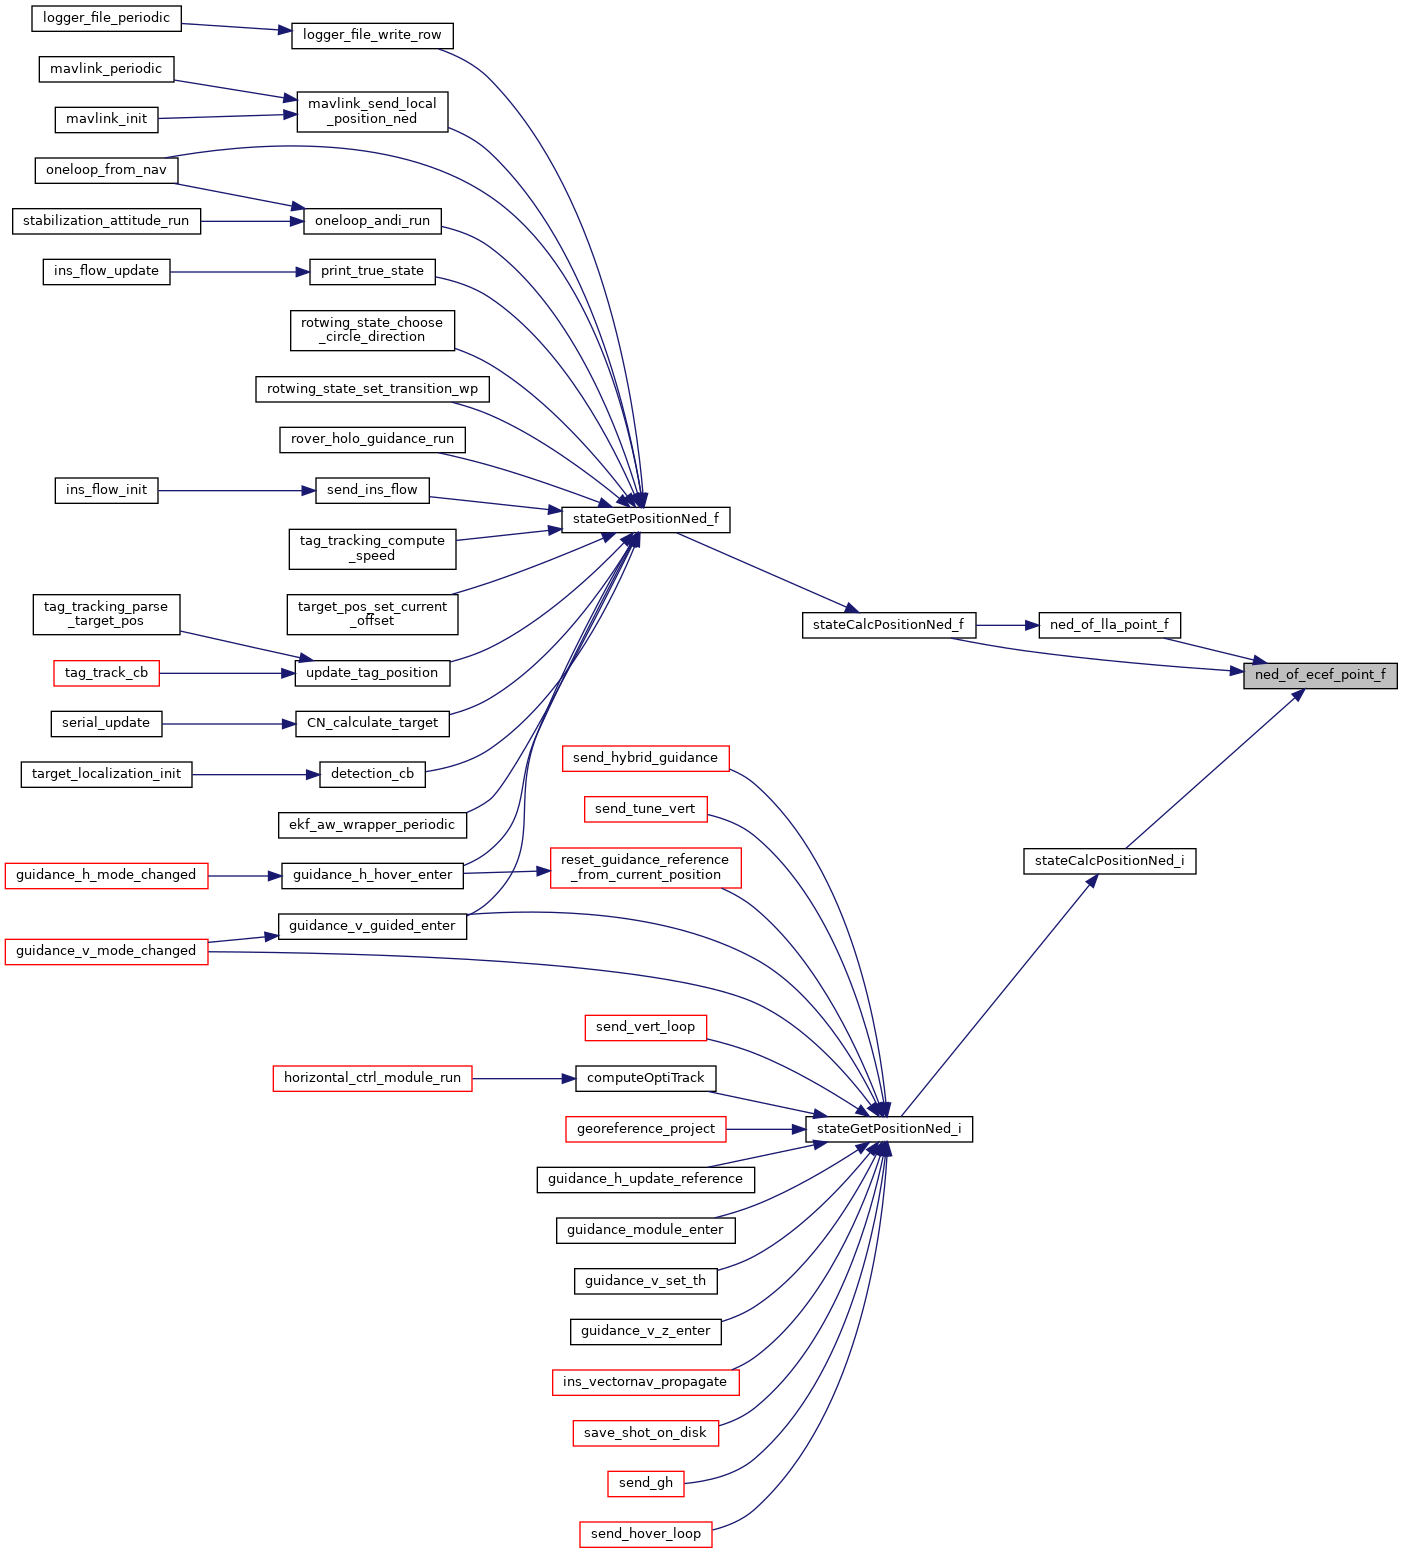 logger_file_periodic
logger_file_write_row
mavlink_periodic
mavlink_send_local
_position_ned
mavlink_init
oneloop_from_nav
stabilization_attitude_run
oneloop_andi_run
ins_flow_update
print_true_state
rotwing_state_choose
_circle_direction
rotwing_state_set_transition_wp
rover_holo_guidance_run
ins_flow_init
send_ins_flow
stateGetPositionNed_f
tag_tracking_compute
_speed
tag_tracking_parse
_target_pos
target_pos_set_current
_offset
stateCalcPositionNed_f
ned_of_lla_point_f
tag_track_cb
update_tag_position
ned_of_ecef_point_f
serial_update
CN_calculate_target
target_localization_init
detection_cb
send_hybrid_guidance
send_tune_vert
ekf_aw_wrapper_periodic
guidance_h_mode_changed
guidance_h_hover_enter
reset_guidance_reference
_from_current_position
stateCalcPositionNed_i
guidance_v_guided_enter
guidance_v_mode_changed
send_vert_loop
horizontal_ctrl_module_run
computeOptiTrack
georeference_project
stateGetPositionNed_i
guidance_h_update_reference
guidance_module_enter
guidance_v_set_th
guidance_v_z_enter
ins_vectornav_propagate
save_shot_on_disk
send_gh
send_hover_loop